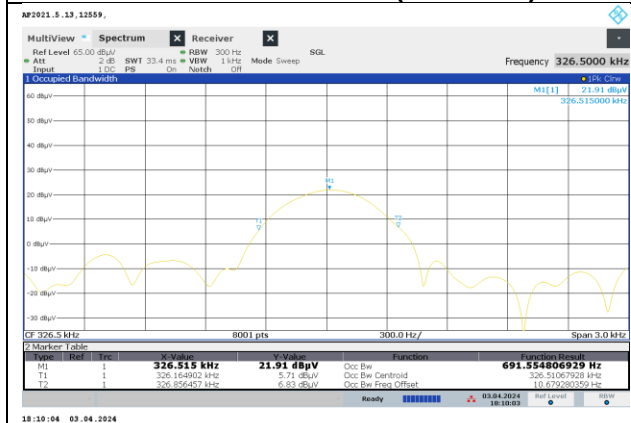 AP2021.5.13,12559,
MultiView Spectrum X Receiver X
Ref Level 65.00 dBµV RBW 300 Hz SGL
Att 2 dB SWT 33.4 ms VBW 1 kHz Mode Sweep Frequency 326.5000 kHz
Input 1 DC PS On Notch Off
1 Occupied Bandwidth 1Pk Clrw
M1[1] 21.91 dBµV
326.515000 kHz
60 dBµV
50 dBµV
40 dBµV
30 dBµV
M1
20 dBµV
T1 T2
10 dBµV
0 dBµV
-10 dBµV
-20 dBµV
-30 dBµV
CF 326.5 kHz 8001 pts 300.0 Hz/ Span 3.0 kHz
2 Marker Table
Type Ref Trc X-Value Y-Value Function Function Result
M1 1 326.515 kHz 21.91 dBµV Occ Bw 691.554806929 Hz
T1 1 326.164902 kHz 5.71 dBµV Occ Bw Centroid 326.51067928 kHz
T2 1 326.856457 kHz 6.83 dBµV Occ Bw Freq Offset 10.679280359 Hz
Ready 03.04.2024 18:10:03 Ref Level RBW
18:10:04 03.04.2024